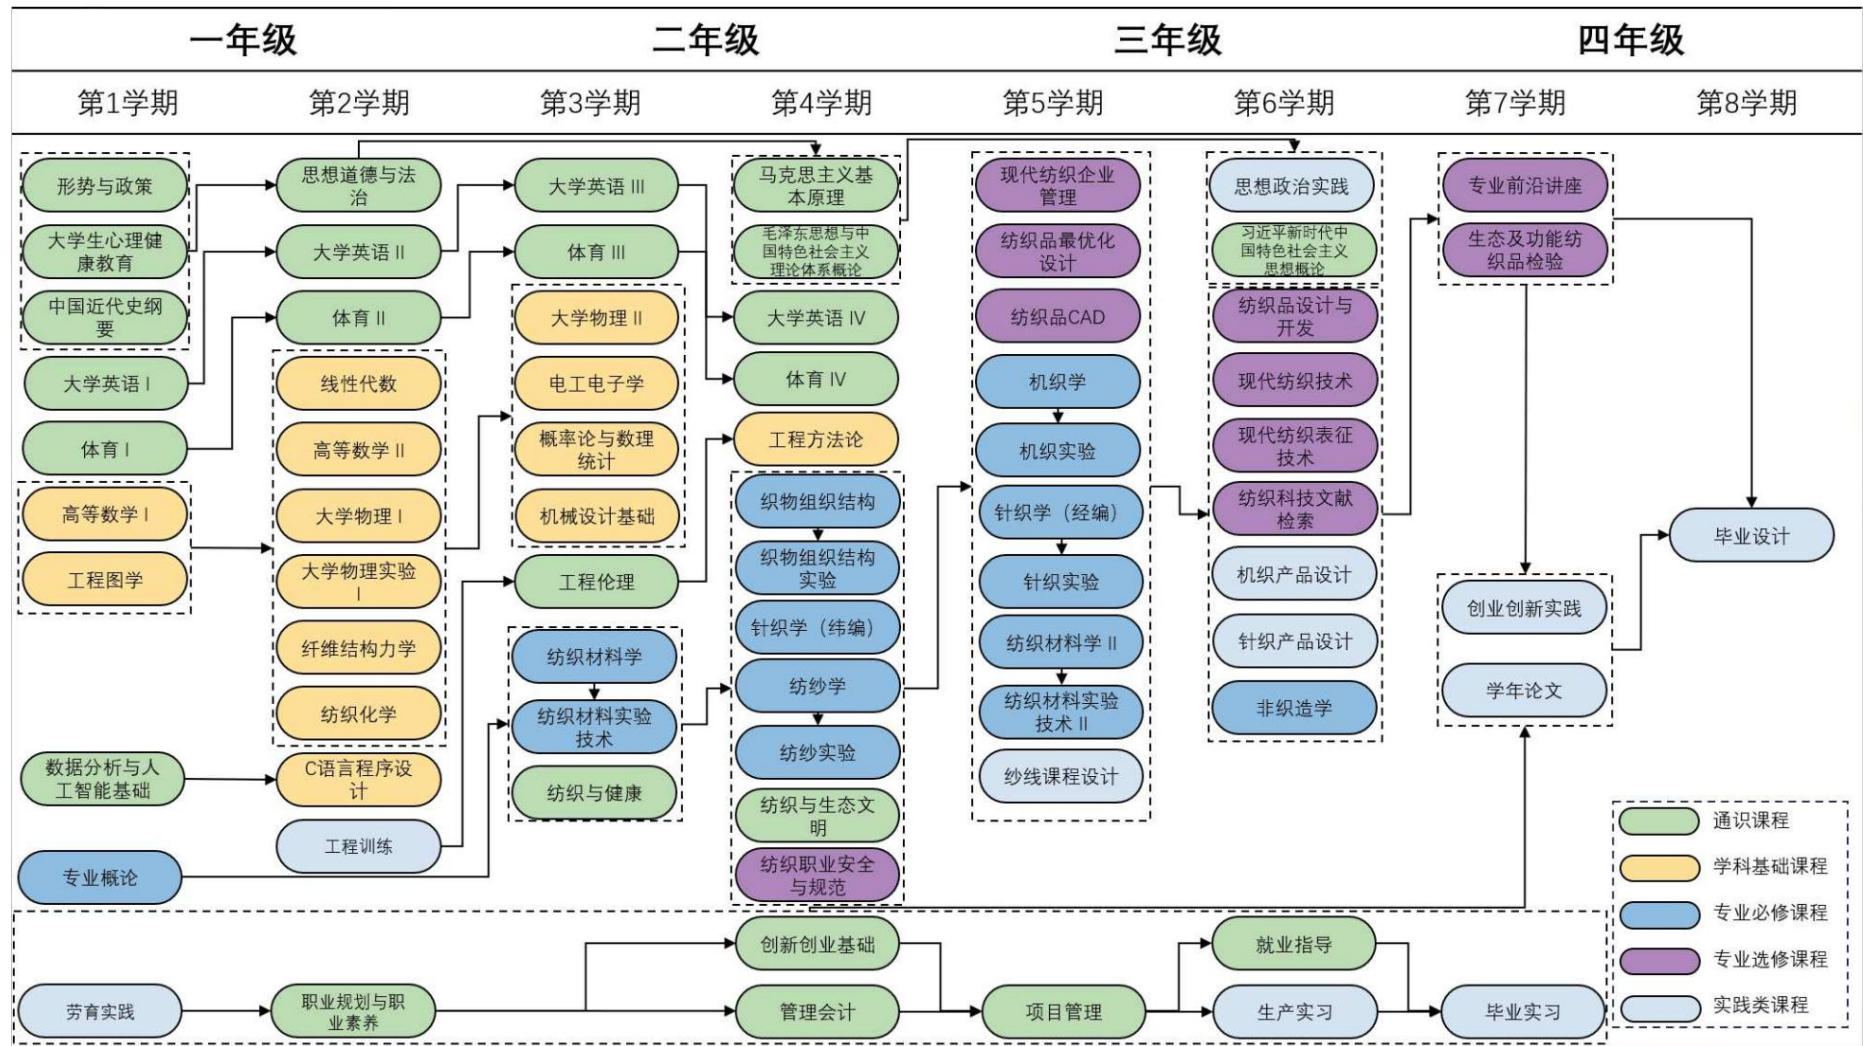 一年级
二年级
三年级
四年级
第1学期
第2学期
第3学期
第4学期
第5学期
第6学期
第7学期
第8学期
形势与政策
大学生心理健
康教育
中国近代史纲
要
大学英语 I
体育 I
高等数学 I
工程图学
数据分析与人
工智能基础
专业概论
思想道德与法
治
大学英语 II
体育 II
线性代数
高等数学 II
大学物理 I
大学物理实验
I
纤维结构力学
纺织化学
C语言程序设
计
工程训练
大学英语 III
体育 III
大学物理 II
电工电子学
概率论与数理
统计
机械设计基础
工程伦理
纺织材料学
纺织材料实验
技术
纺织与健康
马克思主义基
本原理
毛泽东思想与中
国特色社会主义
理论体系概论
大学英语 IV
体育 IV
工程方法论
织物组织结构
织物组织结构
实验
针织学（纬编）
纺纱学
纺纱实验
纺织与生态文
明
纺织职业安全
与规范
现代纺织企业
管理
纺织品最优化
设计
纺织品CAD
机织学
机织实验
针织学（经编）
针织实验
纺织材料学 II
纺织材料实验
技术 II
纱线课程设计
思想政治实践
习近平新时代中
国特色社会主义
思想概论
纺织品设计与
开发
现代纺织技术
现代纺织表征
技术
纺织科技文献
检索
机织产品设计
针织产品设计
非织造学
专业前沿讲座
生态及功能纺
织品检验
创业创新实践
学年论文
毕业设计
劳育实践
职业规划与职
业素养
创新创业基础
管理会计
项目管理
就业指导
生产实习
毕业实习
通识课程
学科基础课程
专业必修课程
专业选修课程
实践类课程